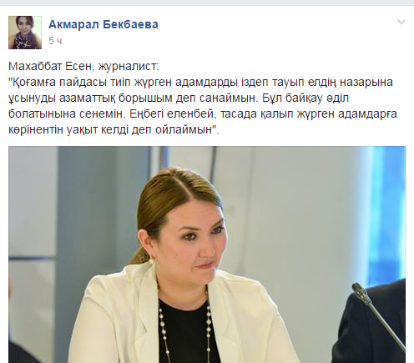 Акмарал Бекбаева
5 ч
Махаббат Есен, журналист:
"Қоғамға пайдасы тиіп жүрген адамдарды іздеп тауып елдің назарына
ұсынуды азаматтық борышым деп санаймын. Бұл байқау әділ
болатынына сенемін. Еңбегі еленбей, тасада қалып жүрген адамдарға
көрінентін уақыт келді деп ойлаймын".